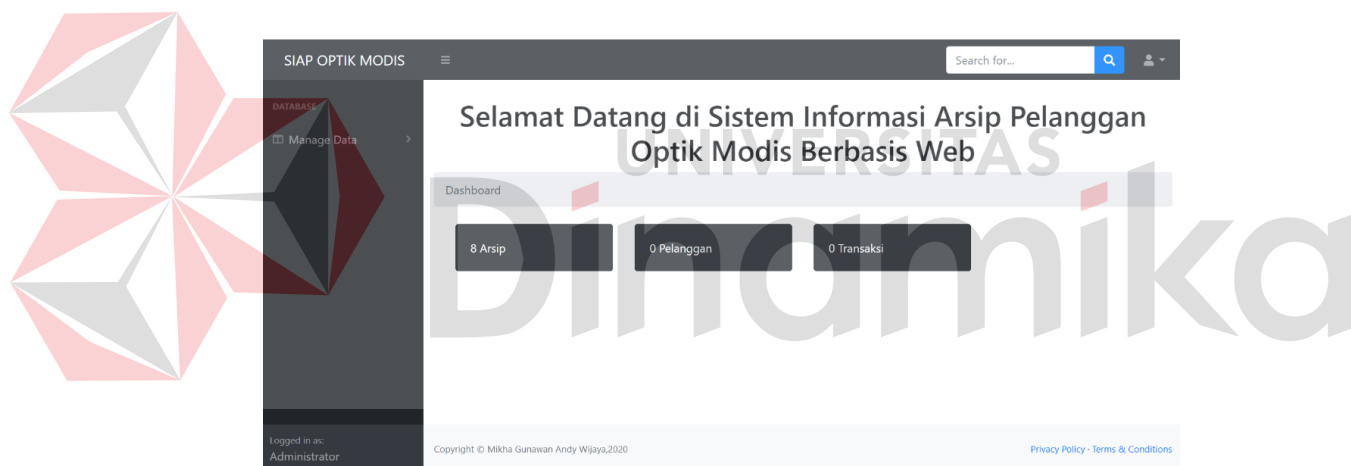 SIAP OPTIK MODIS
Search for...
DATABASE
Manage Data
Selamat Datang di Sistem Informasi Arsip Pelanggan
Optik Modis Berbasis Web
UNIVERSITAS
Dinamika
Dashboard
8 Arsip
0 Pelanggan
0 Transaksi
Logged in as:
Administrator
Copyright © Mikha Gunawan Andy Wijaya,2020
Privacy Policy · Terms & Conditions